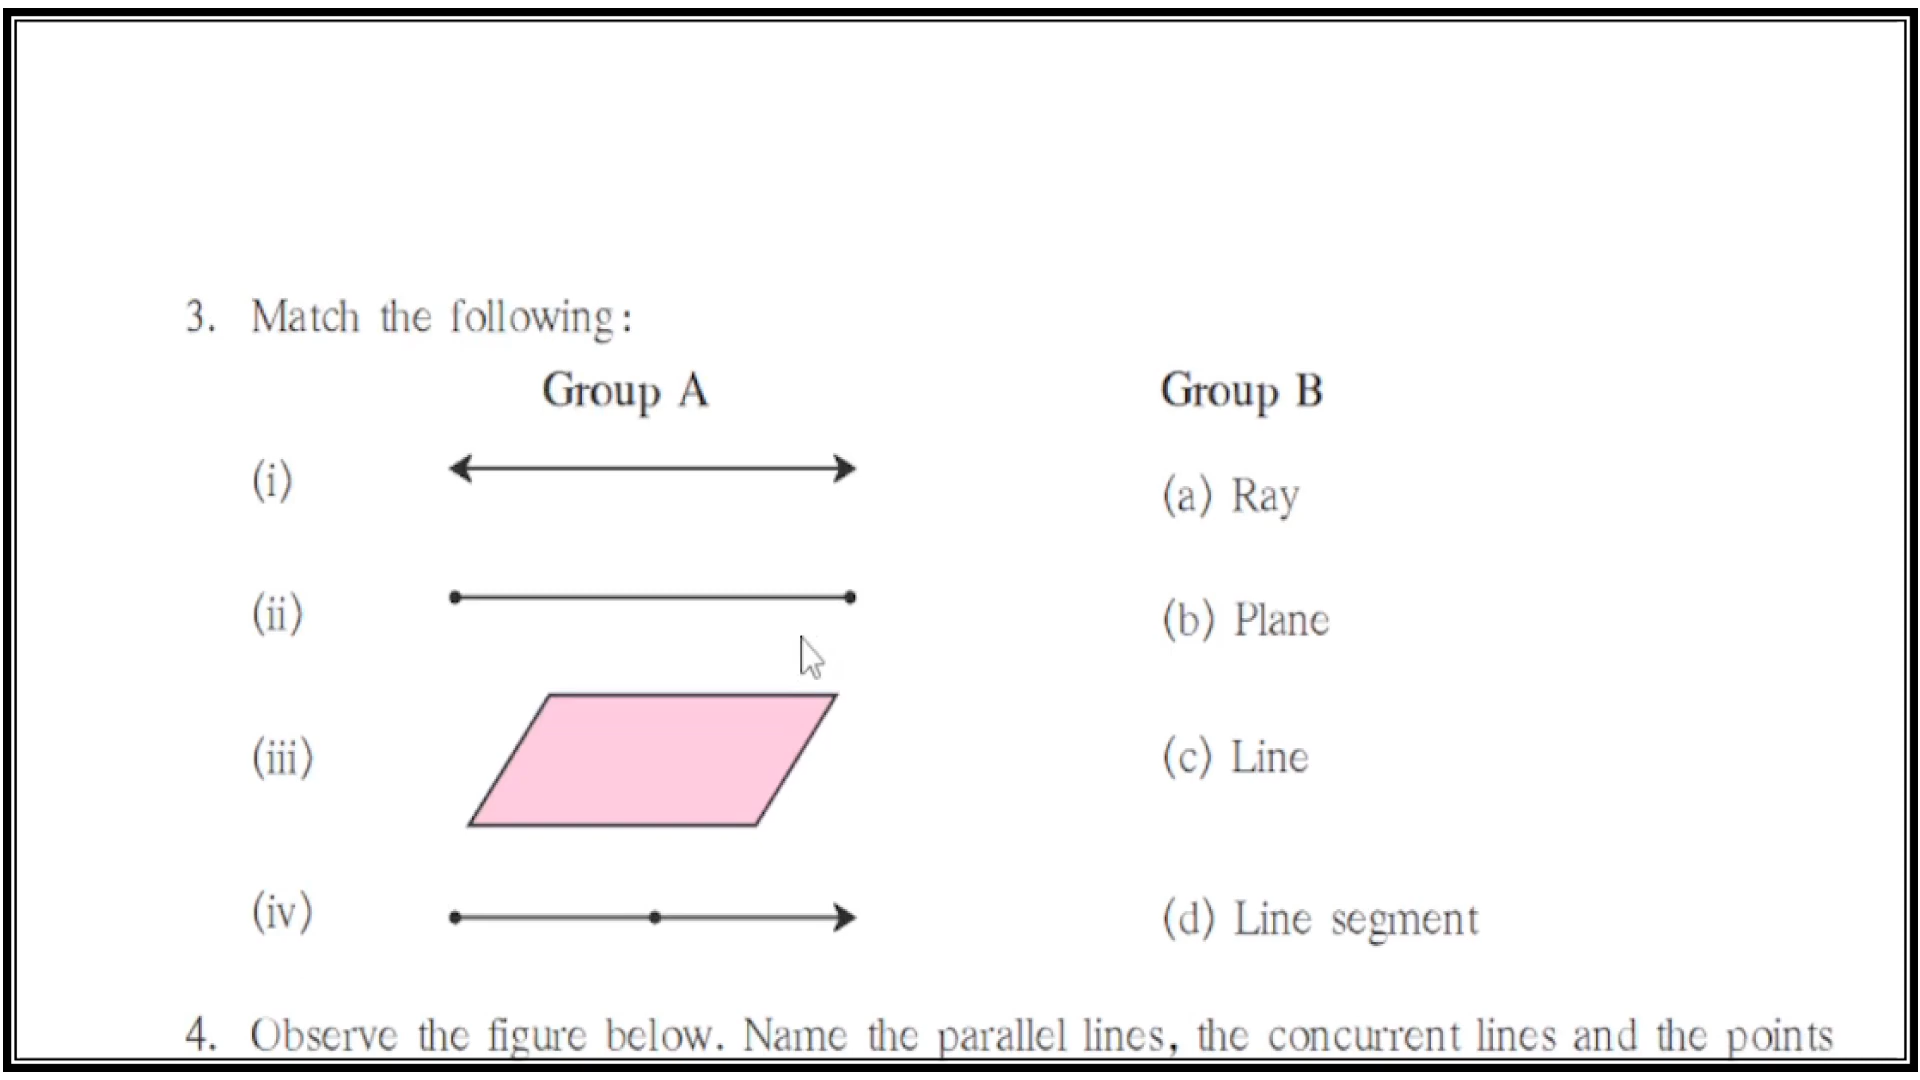 3. Match the following:
Group A Group B
(i) (a) Ray
(ii) (b) Plane
(iii) (c) Line
(iv) (d) Line segment
4. Observe the figure below. Name the parallel lines, the concurrent lines and the points